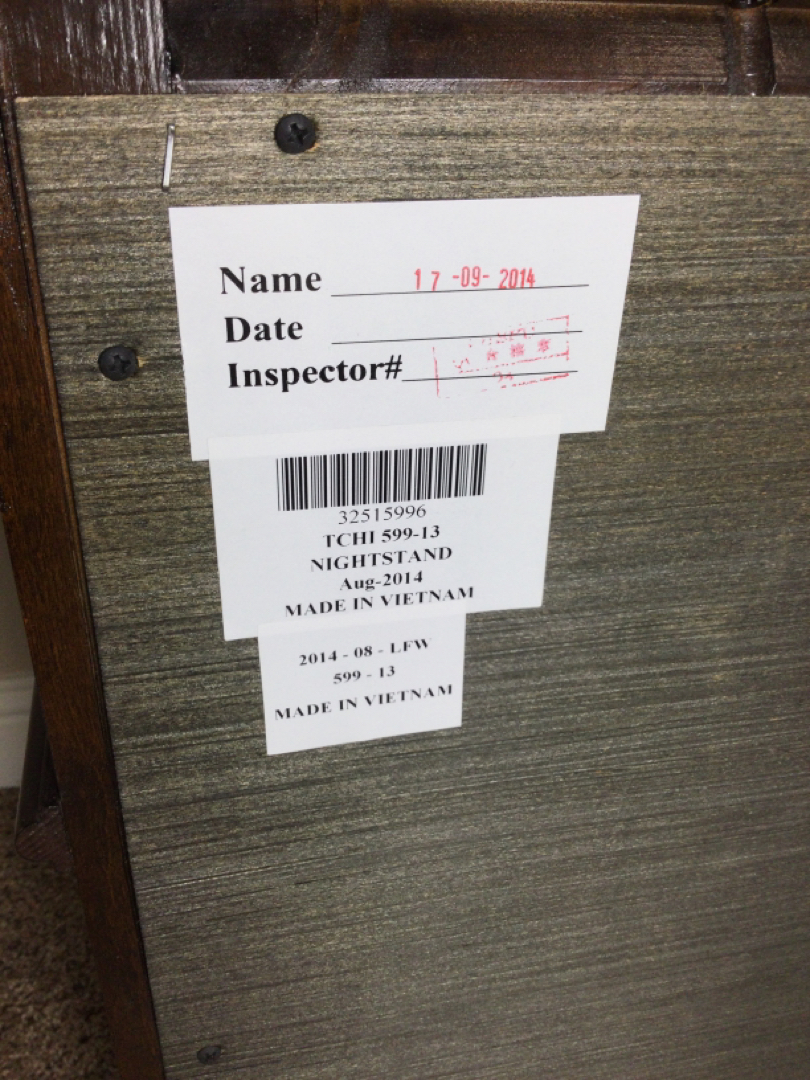 Name 17-09-2014
Date
Inspector#
32515996
TCHI 599-13
NIGHTSTAND
Aug-2014
MADE IN VIETNAM
2014 - 08 - LFW
599 - 13
MADE IN VIETNAM